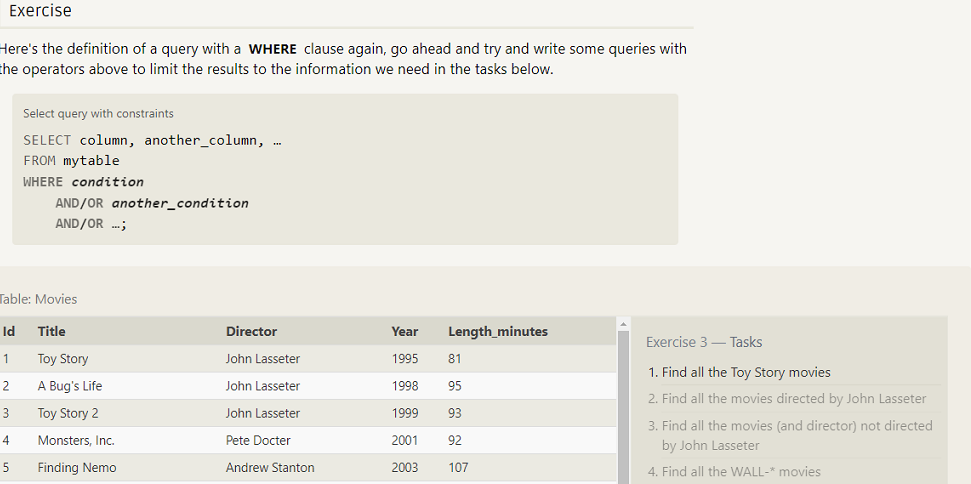 Exercise
Here's the definition of a query with a WHERE clause again, go ahead and try and write some queries with
the operators above to limit the results to the information we need in the tasks below.
Select query with constraints
SELECT column, another_column, …
FROM mytable
WHERE condition
AND/OR another_condition
AND/OR …;
Table: Movies
Id Title Director Year Length_minutes
1 Toy Story John Lasseter 1995 81
2 A Bug's Life John Lasseter 1998 95
3 Toy Story 2 John Lasseter 1999 93
4 Monsters, Inc. Pete Docter 2001 92
5 Finding Nemo Andrew Stanton 2003 107
Exercise 3 — Tasks
1. Find all the Toy Story movies
2. Find all the movies directed by John Lasseter
3. Find all the movies (and director) not directed
by John Lasseter
4. Find all the WALL-* movies